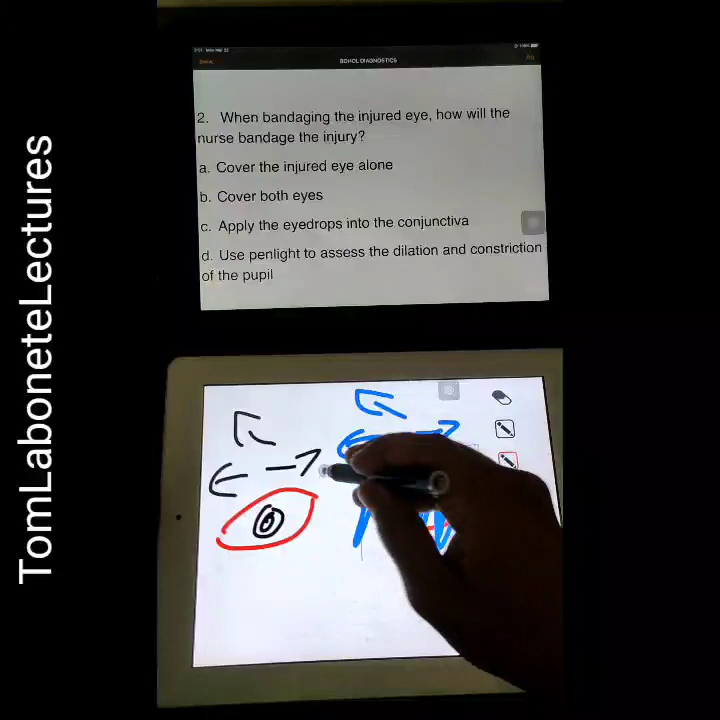 TomLaboneteLectures
BOHOL DIAGNOSTICS
2. When bandaging the injured eye, how will the
nurse bandage the injury?
a. Cover the injured eye alone
b. Cover both eyes
c. Apply the eyedrops into the conjunctiva
d. Use penlight to assess the dilation and constriction
of the pupil